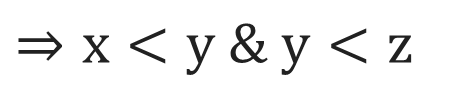 ⇒ x < y & y < z